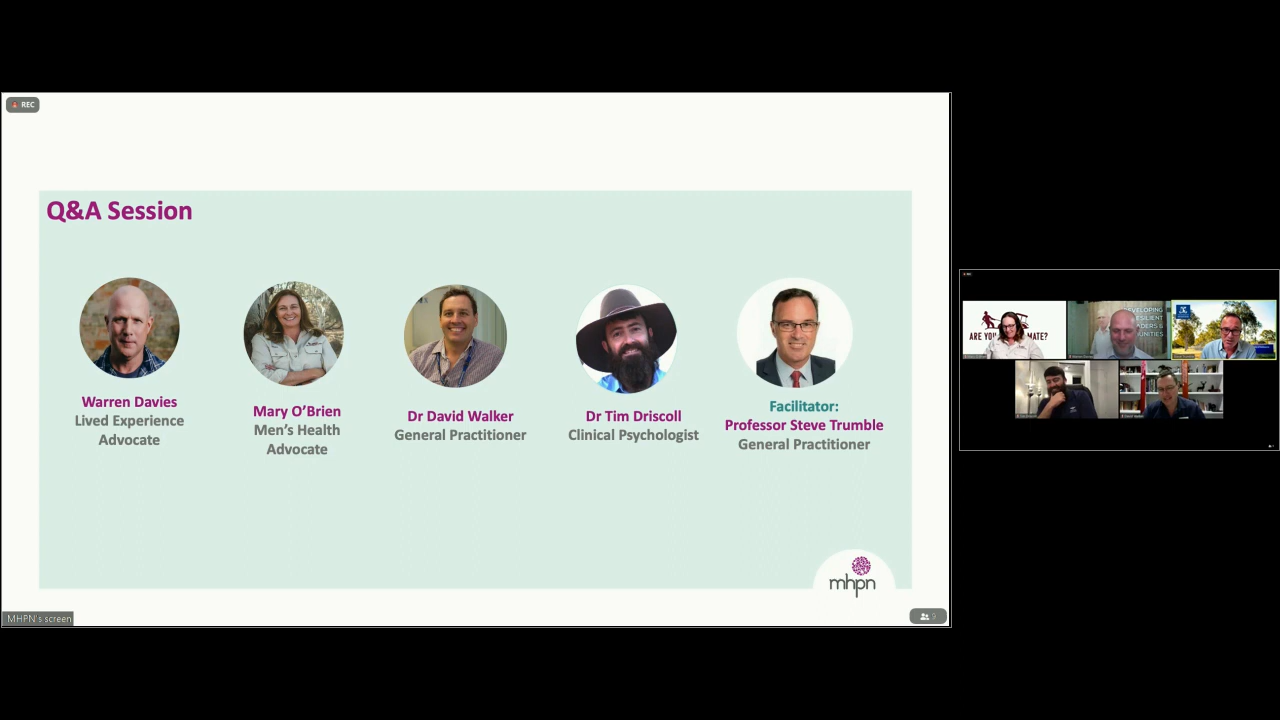 REC
Q&A Session
Warren Davies
Lived Experience
Advocate
Mary O'Brien
Men's Health
Advocate
Dr David Walker
General Practitioner
Dr Tim Driscoll
Clinical Psychologist
Facilitator:
Professor Steve Trumble
General Practitioner
mhpn
MHPN's screen
9
ARE YOU
MATE?